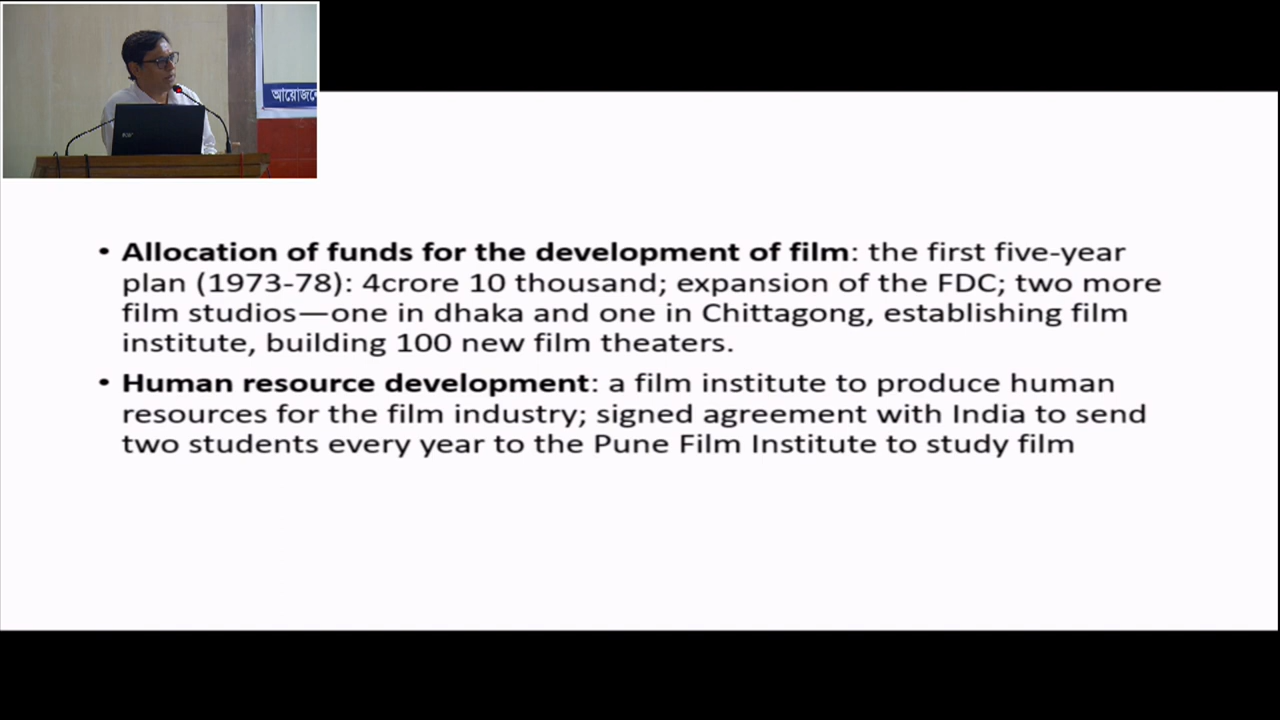 আয়োজনে
• Allocation of funds for the development of film: the first five-year
plan (1973-78): 4crore 10 thousand; expansion of the FDC; two more
film studios—one in dhaka and one in Chittagong, establishing film
institute, building 100 new film theaters.
• Human resource development: a film institute to produce human
resources for the film industry; signed agreement with India to send
two students every year to the Pune Film Institute to study film